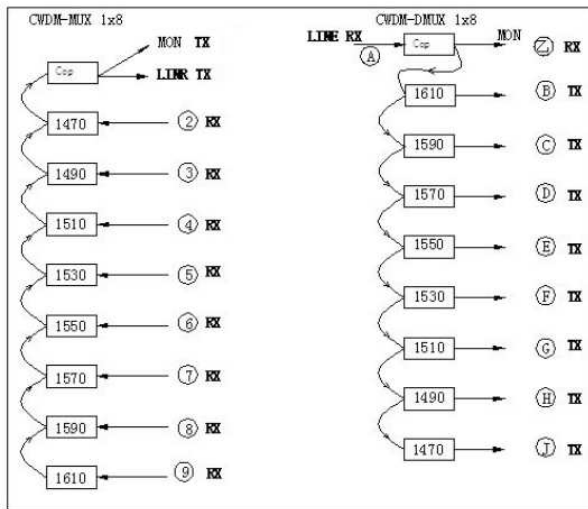 CWDM-MUX 1x8
MON TX
Cop
LINR TX
1470 ② RX
1490 ③ RX
1510 ④ RX
1530 ⑤ RX
1550 ⑥ RX
1570 ⑦ RX
1590 ⑧ RX
1610 ⑨ RX
CWDM-DMUX 1x8
LINE RX Cop MON 乙 RX
Ⓐ
1610 Ⓑ TX
1590 Ⓒ TX
1570 Ⓓ TX
1550 Ⓔ TX
1530 Ⓕ TX
1510 Ⓖ TX
1490 Ⓗ TX
1470 Ⓙ TX